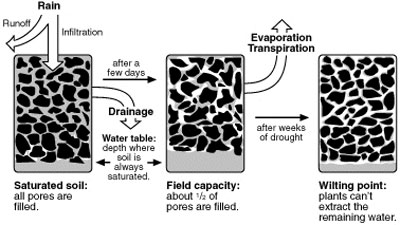 Rain
Runoff
Infiltration
Evaporation
Transpiration
after a
few days
Drainage
Water table:
depth where
soil is
always
saturated.
after weeks
of drought
Saturated soil:
all pores are
filled.
Field capacity:
about 1/2 of
pores are filled.
Wilting point:
plants can't
extract the
remaining water.